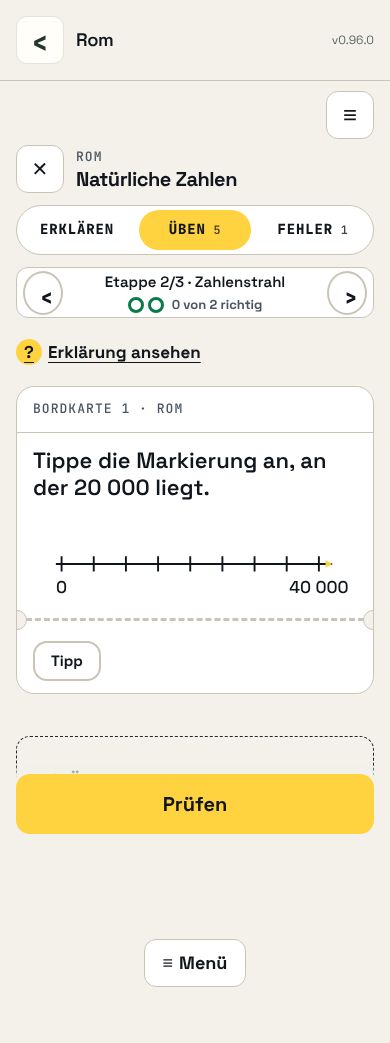 < Rom v0.96.0
≡
× ROM
Natürliche Zahlen
ERKLÄREN ÜBEN 5 FEHLER 1
< Etappe 2/3 · Zahlenstrahl >
0 von 2 richtig
? Erklärung ansehen
BORDKARTE 1 · ROM
Tippe die Markierung an, an
der 20 000 liegt.
0 40 000
Tipp
Prüfen
≡ Menü